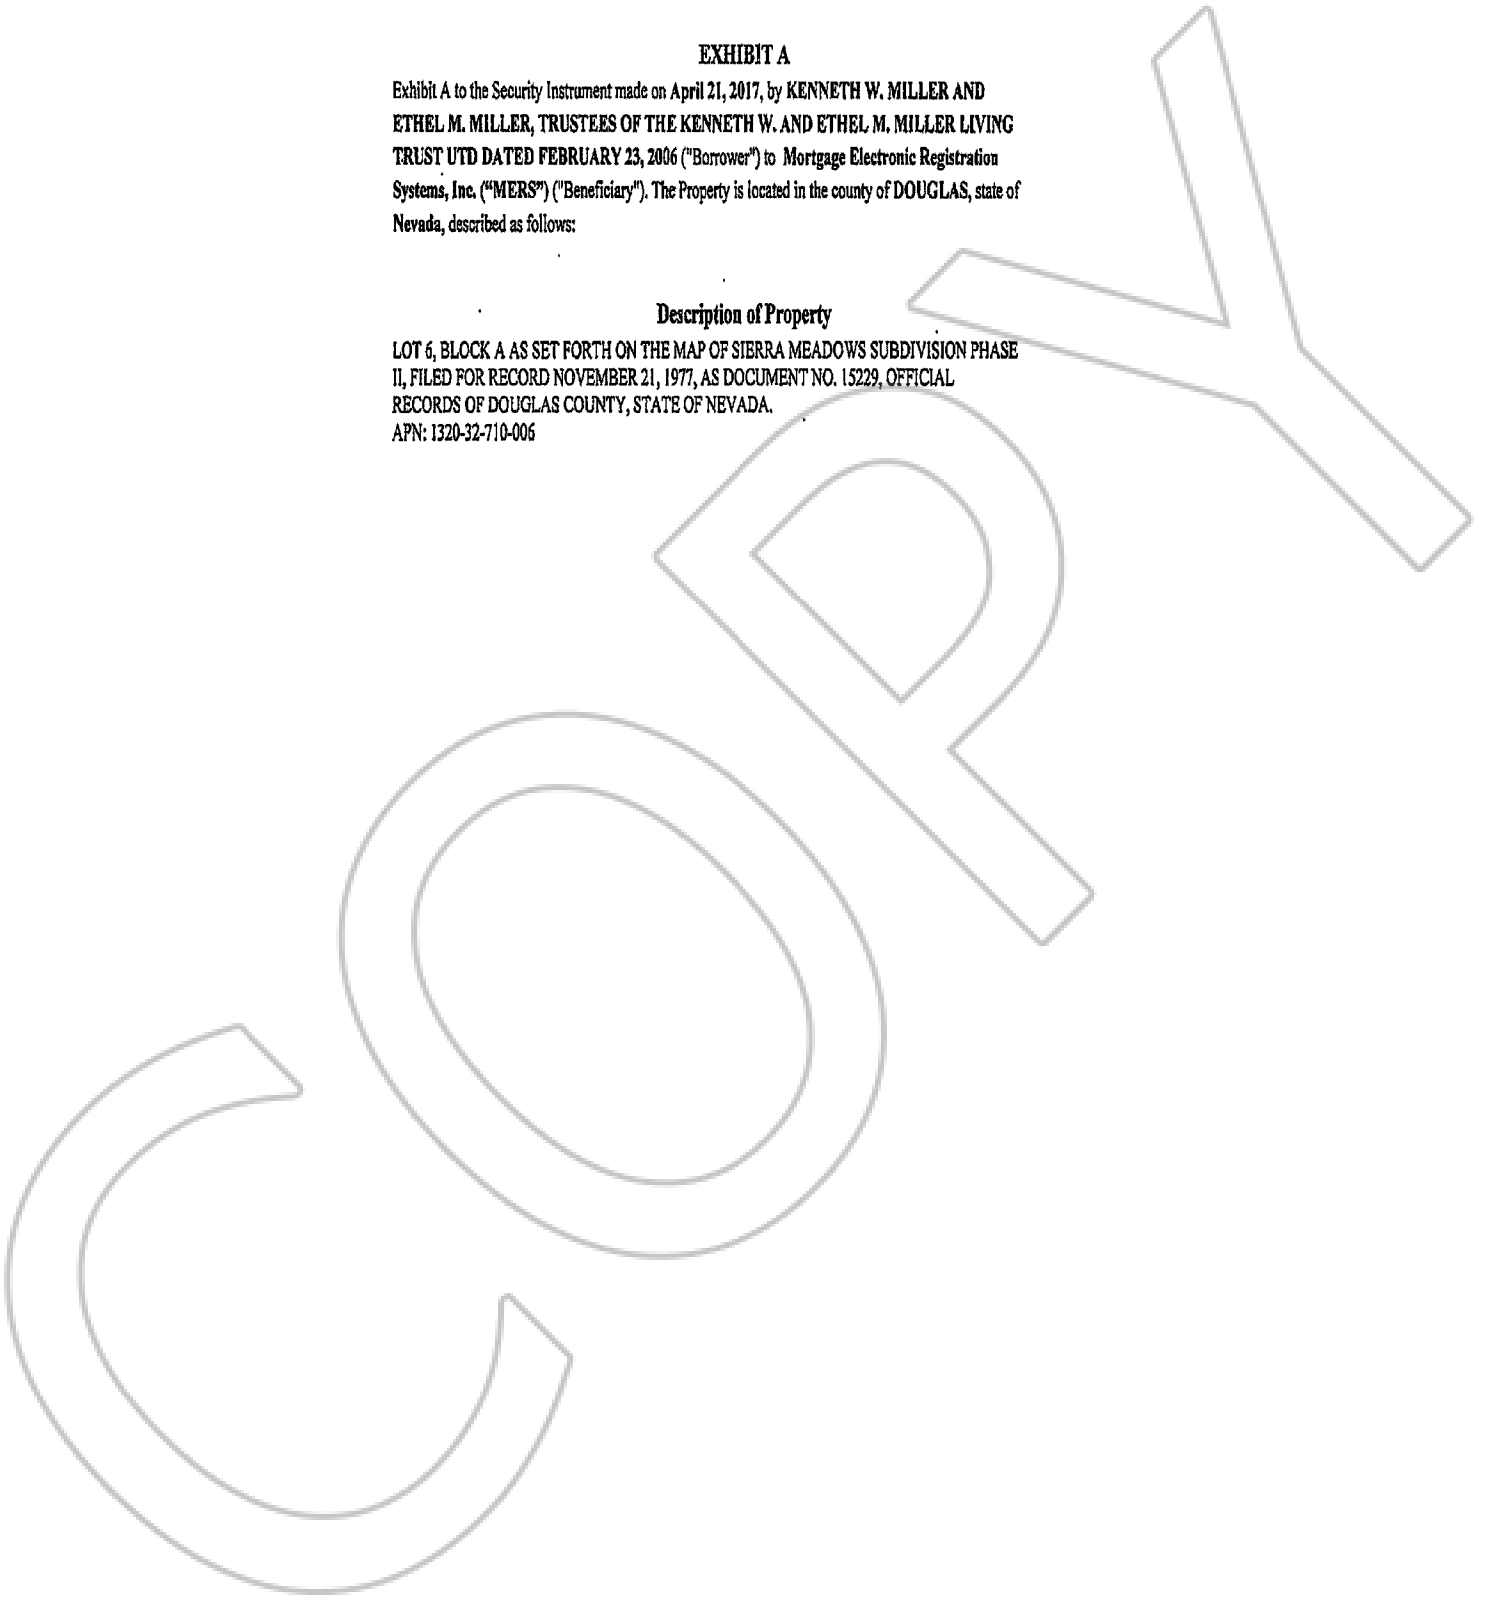 EXHIBIT A
Exhibit A to the Security Instrument made on April 21, 2017, by KENNETH W. MILLER AND
ETHEL M. MILLER, TRUSTEES OF THE KENNETH W. AND ETHEL M. MILLER LIVING
TRUST UTD DATED FEBRUARY 23, 2006 ("Borrower") to Mortgage Electronic Registration
Systems, Inc. (“MERS”) ("Beneficiary"). The Property is located in the county of DOUGLAS, state of
Nevada, described as follows:
Description of Property
LOT 6, BLOCK A AS SET FORTH ON THE MAP OF SIERRA MEADOWS SUBDIVISION PHASE
II, FILED FOR RECORD NOVEMBER 21, 1977, AS DOCUMENT NO. 15229, OFFICIAL
RECORDS OF DOUGLAS COUNTY, STATE OF NEVADA.
APN: 1320-32-710-006
COPY